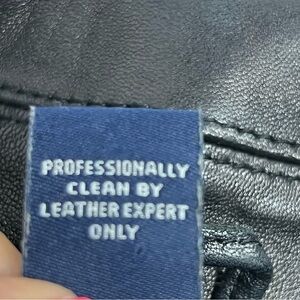 PROFESSIONALLY
CLEAN BY
LEATHER EXPERT
ONLY